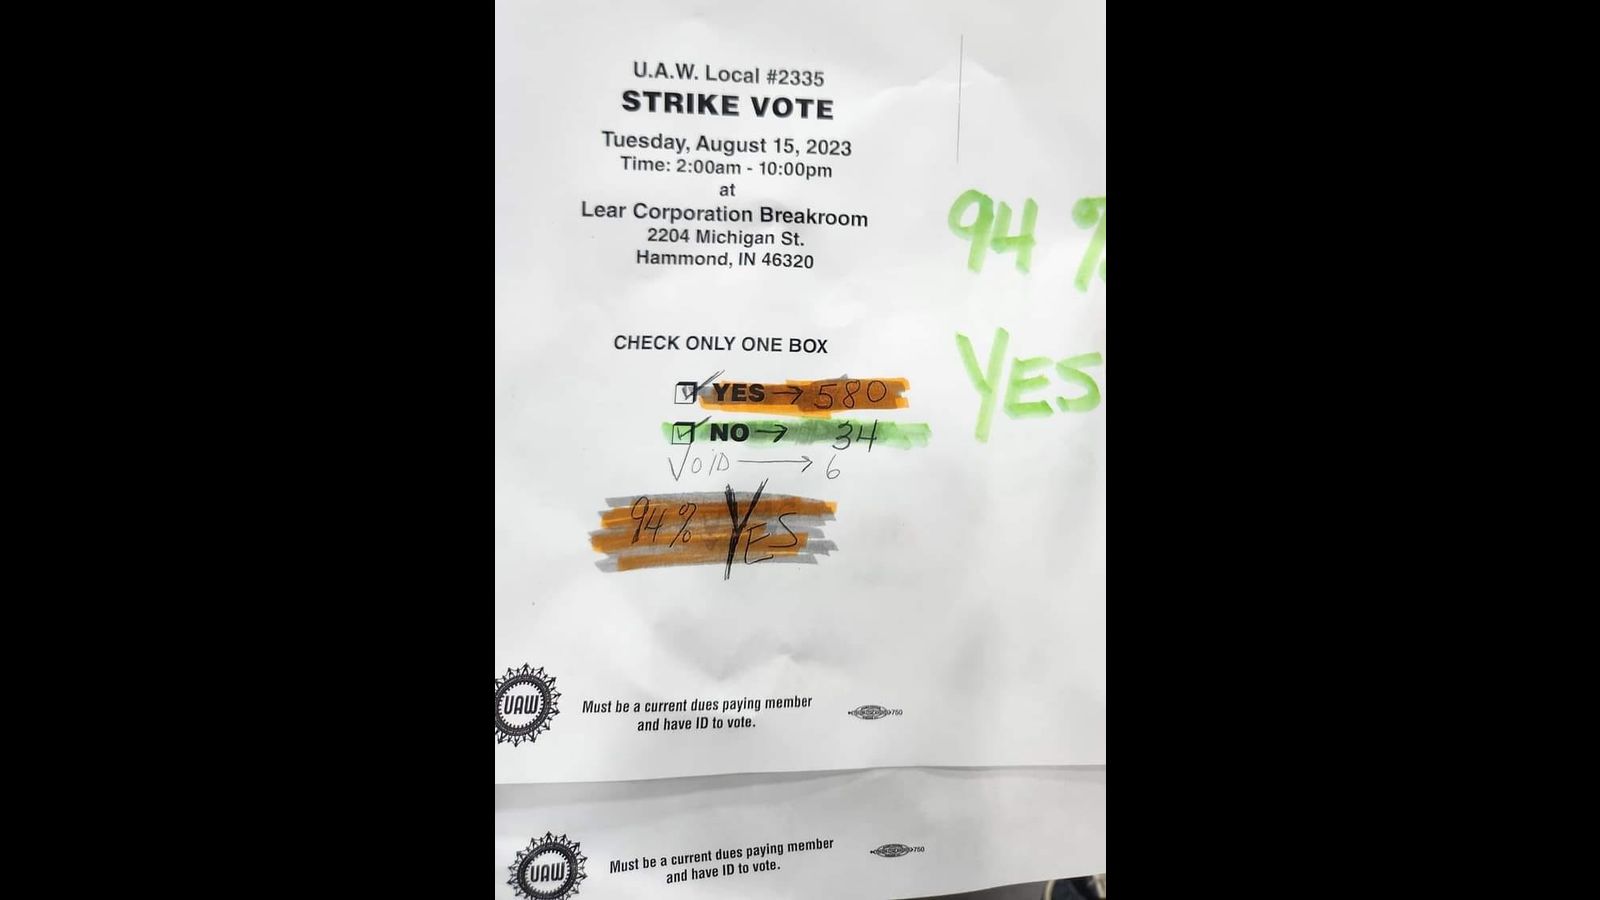 U.A.W. Local #2335
STRIKE VOTE
Tuesday, August 15, 2023
Time: 2:00am - 10:00pm
at
Lear Corporation Breakroom
2204 Michigan St.
Hammond, IN 46320
94%
YES
CHECK ONLY ONE BOX
YES → 580
NO → 34
VOID → 6
94% YES
UAW
Must be a current dues paying member
and have ID to vote.
750
UAW
Must be a current dues paying member
and have ID to vote.
750